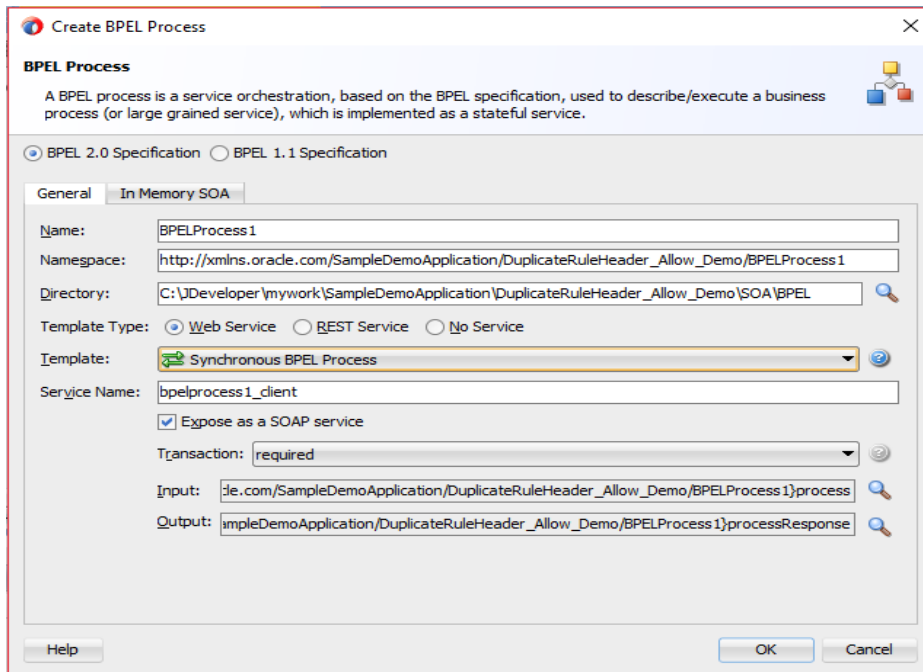 Create BPEL Process
BPEL Process
A BPEL process is a service orchestration, based on the BPEL specification, used to describe/execute a business
process (or large grained service), which is implemented as a stateful service.
BPEL 2.0 Specification BPEL 1.1 Specification
General In Memory SOA
Name: BPELProcess1
Namespace: http://xmlns.oracle.com/SampleDemoApplication/DuplicateRuleHeader_Allow_Demo/BPELProcess1
Directory: C:\JDeveloper\mywork\SampleDemoApplication\DuplicateRuleHeader_Allow_Demo\SOA\BPEL
Template Type: Web Service REST Service No Service
Template: Synchronous BPEL Process
Service Name: bpelprocess1_client
Expose as a SOAP service
Transaction: required
Input: cle.com/SampleDemoApplication/DuplicateRuleHeader_Allow_Demo/BPELProcess1}process
Output: ampleDemoApplication/DuplicateRuleHeader_Allow_Demo/BPELProcess1}processResponse
Help OK Cancel